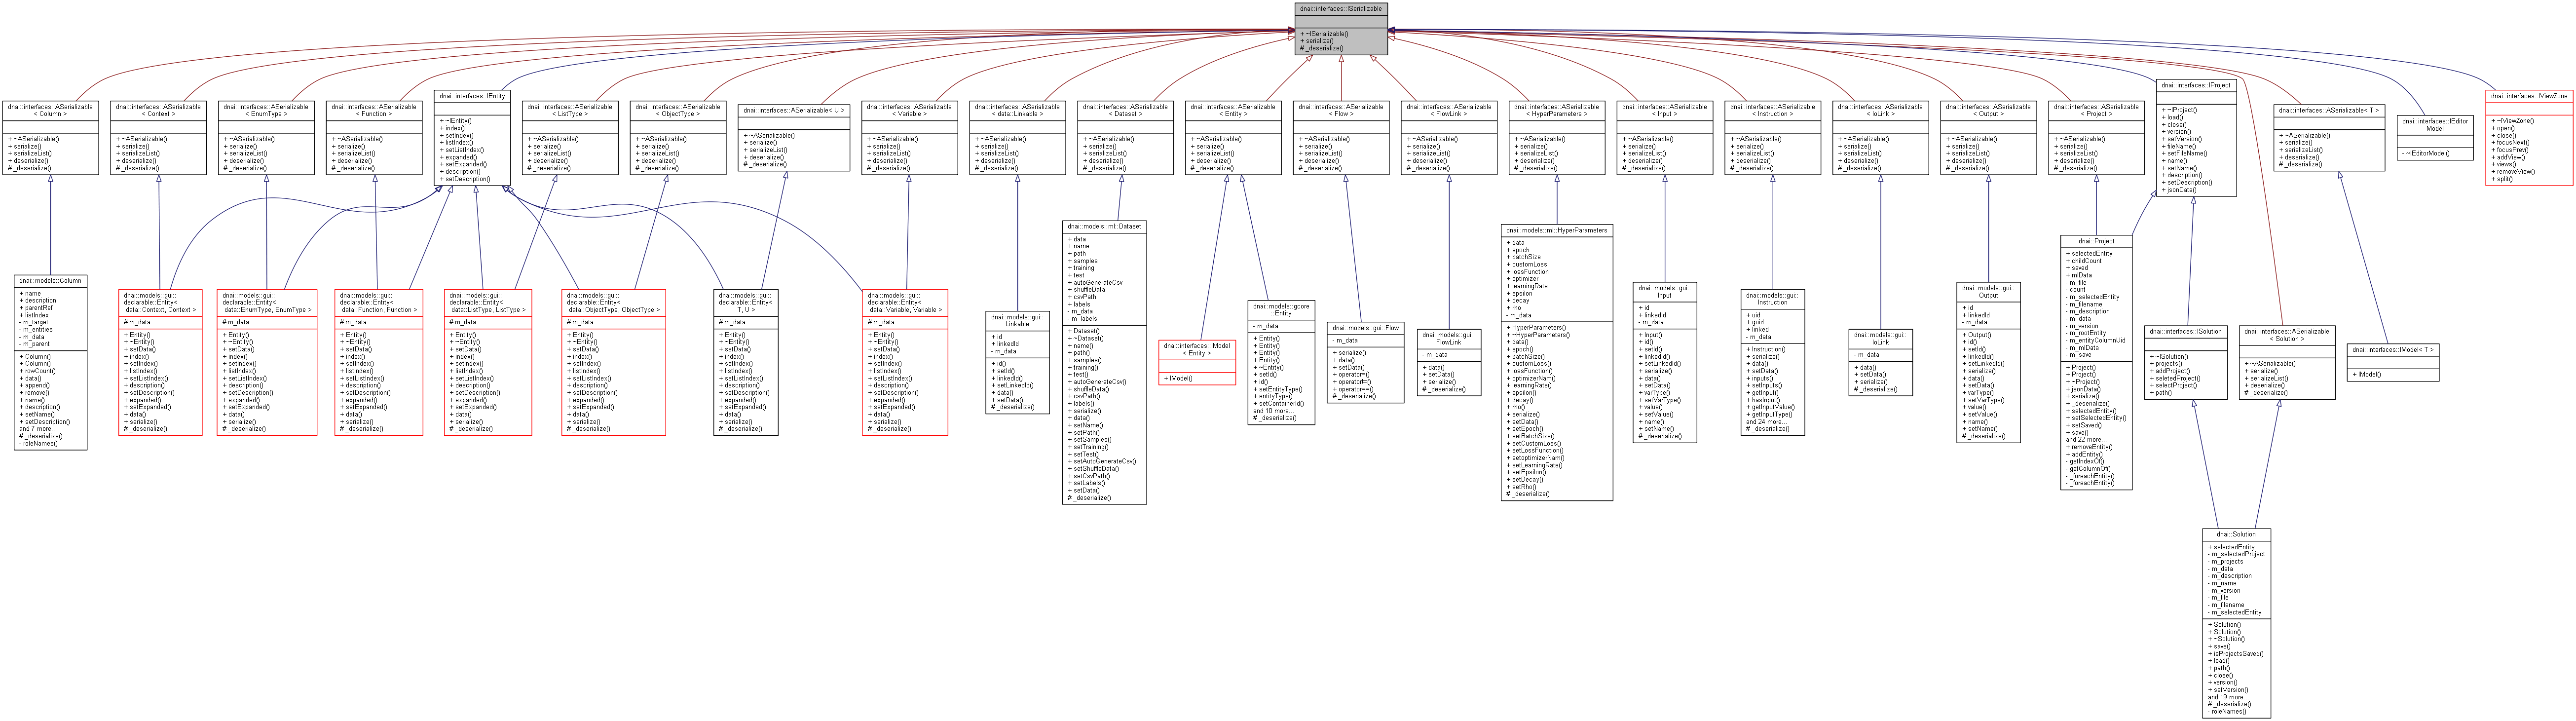 dnai::interfaces::ISerializable
+ ~ISerializable()
+ serialize()
# _deserialize()
dnai::interfaces::ASerializable
< Column >
+ ~ASerializable()
+ serialize()
+ serializeList()
+ deserialize()
# _deserialize()
dnai::interfaces::ASerializable
< Context >
+ ~ASerializable()
+ serialize()
+ serializeList()
+ deserialize()
# _deserialize()
dnai::interfaces::ASerializable
< EnumType >
+ ~ASerializable()
+ serialize()
+ serializeList()
+ deserialize()
# _deserialize()
dnai::interfaces::ASerializable
< Function >
+ ~ASerializable()
+ serialize()
+ serializeList()
+ deserialize()
# _deserialize()
dnai::interfaces::IEntity
+ ~IEntity()
+ index()
+ setIndex()
+ listIndex()
+ setListIndex()
+ expanded()
+ setExpanded()
+ description()
+ setDescription()
dnai::interfaces::ASerializable
< ListType >
+ ~ASerializable()
+ serialize()
+ serializeList()
+ deserialize()
# _deserialize()
dnai::interfaces::ASerializable
< ObjectType >
+ ~ASerializable()
+ serialize()
+ serializeList()
+ deserialize()
# _deserialize()
dnai::interfaces::ASerializable< U >
+ ~ASerializable()
+ serialize()
+ serializeList()
+ deserialize()
# _deserialize()
dnai::interfaces::ASerializable
< Variable >
+ ~ASerializable()
+ serialize()
+ serializeList()
+ deserialize()
# _deserialize()
dnai::interfaces::ASerializable
< data::Linkable >
+ ~ASerializable()
+ serialize()
+ serializeList()
+ deserialize()
# _deserialize()
dnai::interfaces::ASerializable
< Dataset >
+ ~ASerializable()
+ serialize()
+ serializeList()
+ deserialize()
# _deserialize()
dnai::interfaces::ASerializable
< Entity >
+ ~ASerializable()
+ serialize()
+ serializeList()
+ deserialize()
# _deserialize()
dnai::interfaces::ASerializable
< Flow >
+ ~ASerializable()
+ serialize()
+ serializeList()
+ deserialize()
# _deserialize()
dnai::interfaces::ASerializable
< FlowLink >
+ ~ASerializable()
+ serialize()
+ serializeList()
+ deserialize()
# _deserialize()
dnai::interfaces::ASerializable
< HyperParameters >
+ ~ASerializable()
+ serialize()
+ serializeList()
+ deserialize()
# _deserialize()
dnai::interfaces::ASerializable
< Input >
+ ~ASerializable()
+ serialize()
+ serializeList()
+ deserialize()
# _deserialize()
dnai::interfaces::ASerializable
< Instruction >
+ ~ASerializable()
+ serialize()
+ serializeList()
+ deserialize()
# _deserialize()
dnai::interfaces::ASerializable
< IoLink >
+ ~ASerializable()
+ serialize()
+ serializeList()
+ deserialize()
# _deserialize()
dnai::interfaces::ASerializable
< Output >
+ ~ASerializable()
+ serialize()
+ serializeList()
+ deserialize()
# _deserialize()
dnai::interfaces::ASerializable
< Project >
+ ~ASerializable()
+ serialize()
+ serializeList()
+ deserialize()
# _deserialize()
dnai::interfaces::IProject
+ ~IProject()
+ load()
+ close()
+ version()
+ setVersion()
+ fileName()
+ setFileName()
+ name()
+ setName()
+ description()
+ setDescription()
+ jsonData()
dnai::interfaces::ASerializable< T >
+ ~ASerializable()
+ serialize()
+ serializeList()
+ deserialize()
# _deserialize()
dnai::interfaces::IEditor
Model
- ~IEditorModel()
dnai::interfaces::IViewZone
+ ~IViewZone()
+ open()
+ close()
+ focusNext()
+ focusPrev()
+ addView()
+ views()
+ removeView()
+ split()
dnai::models::Column
+ name
+ description
+ parentRef
+ listIndex
- m_target
- m_entities
- m_data
- m_parent
+ Column()
+ Column()
+ rowCount()
+ data()
+ append()
+ remove()
+ name()
+ description()
+ setName()
+ setDescription()
and 7 more...
# _deserialize()
- roleNames()
dnai::models::gui::
declarable::Entity<
data::Context, Context >
# m_data
+ Entity()
+ ~Entity()
+ setData()
+ index()
+ setIndex()
+ listIndex()
+ setListIndex()
+ description()
+ setDescription()
+ expanded()
+ setExpanded()
+ data()
+ serialize()
# _deserialize()
dnai::models::gui::
declarable::Entity<
data::EnumType, EnumType >
# m_data
+ Entity()
+ ~Entity()
+ setData()
+ index()
+ setIndex()
+ listIndex()
+ setListIndex()
+ description()
+ setDescription()
+ expanded()
+ setExpanded()
+ data()
+ serialize()
# _deserialize()
dnai::models::gui::
declarable::Entity<
data::Function, Function >
# m_data
+ Entity()
+ ~Entity()
+ setData()
+ index()
+ setIndex()
+ listIndex()
+ setListIndex()
+ description()
+ setDescription()
+ expanded()
+ setExpanded()
+ data()
+ serialize()
# _deserialize()
dnai::models::gui::
declarable::Entity<
data::ListType, ListType >
# m_data
+ Entity()
+ ~Entity()
+ setData()
+ index()
+ setIndex()
+ listIndex()
+ setListIndex()
+ description()
+ setDescription()
+ expanded()
+ setExpanded()
+ data()
+ serialize()
# _deserialize()
dnai::models::gui::
declarable::Entity<
data::ObjectType, ObjectType >
# m_data
+ Entity()
+ ~Entity()
+ setData()
+ index()
+ setIndex()
+ listIndex()
+ setListIndex()
+ description()
+ setDescription()
+ expanded()
+ setExpanded()
+ data()
+ serialize()
# _deserialize()
dnai::models::gui::
declarable::Entity<
T, U >
# m_data
+ Entity()
+ ~Entity()
+ setData()
+ index()
+ setIndex()
+ listIndex()
+ setListIndex()
+ description()
+ setDescription()
+ expanded()
+ setExpanded()
+ data()
+ serialize()
# _deserialize()
dnai::models::gui::
declarable::Entity<
data::Variable, Variable >
# m_data
+ Entity()
+ ~Entity()
+ setData()
+ index()
+ setIndex()
+ listIndex()
+ setListIndex()
+ description()
+ setDescription()
+ expanded()
+ setExpanded()
+ data()
+ serialize()
# _deserialize()
dnai::models::gui::
Linkable
+ id
+ linkedId
- m_data
+ id()
+ setId()
+ linkedId()
+ setLinkedId()
+ data()
+ setData()
# _deserialize()
dnai::models::ml::Dataset
+ data
+ name
+ path
+ samples
+ training
+ test
+ autoGenerateCsv
+ shuffleData
+ csvPath
+ labels
- m_data
- m_labels
+ Dataset()
+ ~Dataset()
+ name()
+ path()
+ samples()
+ training()
+ test()
+ autoGenerateCsv()
+ shuffleData()
+ csvPath()
+ labels()
+ serialize()
+ data()
+ setName()
+ setPath()
+ setSamples()
+ setTraining()
+ setTest()
+ setAutoGenerateCsv()
+ setShuffleData()
+ setCsvPath()
+ setLabels()
+ setData()
# _deserialize()
dnai::interfaces::IModel
< Entity >
+ IModel()
dnai::models::gcore
::Entity
- m_data
+ Entity()
+ Entity()
+ Entity()
+ Entity()
+ ~Entity()
+ setId()
+ id()
+ setEntityType()
+ entityType()
+ setContainerId()
and 10 more...
# _deserialize()
dnai::models::gui::Flow
- m_data
+ serialize()
+ data()
+ setData()
+ operator=()
+ operator!=()
+ operator==()
# _deserialize()
dnai::models::gui::
FlowLink
- m_data
+ data()
+ setData()
+ serialize()
# _deserialize()
dnai::models::ml::HyperParameters
+ data
+ epoch
+ batchSize
+ customLoss
+ lossFunction
+ optimizer
+ learningRate
+ epsilon
+ decay
+ rho
- m_data
+ HyperParameters()
+ ~HyperParameters()
+ data()
+ epoch()
+ batchSize()
+ customLoss()
+ lossFunction()
+ optimizerNam()
+ learningRate()
+ epsilon()
+ decay()
+ rho()
+ serialize()
+ setData()
+ setEpoch()
+ setBatchSize()
+ setCustomLoss()
+ setLossFunction()
+ setoptimizerNam()
+ setLearningRate()
+ setEpsilon()
+ setDecay()
+ setRho()
# _deserialize()
dnai::models::gui::
Input
+ id
+ linkedId
- m_data
+ Input()
+ id()
+ setId()
+ linkedId()
+ setLinkedId()
+ serialize()
+ data()
+ setData()
+ varType()
+ setVarType()
+ value()
+ setValue()
+ name()
+ setName()
# _deserialize()
dnai::models::gui::
Instruction
+ uid
+ guid
+ linked
- m_data
+ Instruction()
+ serialize()
+ data()
+ setData()
+ inputs()
+ setInputs()
+ getInput()
+ hasInput()
+ getInputValue()
+ getInputType()
and 24 more...
# _deserialize()
dnai::models::gui::
IoLink
- m_data
+ data()
+ setData()
+ serialize()
# _deserialize()
dnai::models::gui::
Output
+ id
+ linkedId
- m_data
+ Output()
+ id()
+ setId()
+ linkedId()
+ setLinkedId()
+ serialize()
+ data()
+ setData()
+ varType()
+ setVarType()
+ value()
+ setValue()
+ name()
+ setName()
# _deserialize()
dnai::Project
+ selectedEntity
+ childCount
+ saved
+ mlData
- m_file
- count
- m_selectedEntity
- m_filename
- m_description
- m_data
- m_version
- m_rootEntity
- m_entityColumnUid
- m_mlData
- m_save
+ Project()
+ Project()
+ ~Project()
+ jsonData()
+ serialize()
+ _deserialize()
+ selectedEntity()
+ setSelectedEntity()
+ setSaved()
+ save()
and 22 more...
+ removeEntity()
+ addEntity()
- getIndexOf()
- getColumnOf()
- _foreachEntity()
- _foreachEntity()
dnai::interfaces::ISolution
+ ~ISolution()
+ projects()
+ addProject()
+ seletedProject()
+ selectProject()
+ path()
dnai::interfaces::ASerializable
< Solution >
+ ~ASerializable()
+ serialize()
+ serializeList()
+ deserialize()
# _deserialize()
dnai::interfaces::IModel< T >
+ IModel()
dnai::Solution
+ selectedEntity
- m_selectedProject
- m_projects
- m_data
- m_description
- m_name
- m_version
- m_file
- m_filename
- m_selectedEntity
+ Solution()
+ Solution()
+ ~Solution()
+ save()
+ isProjectsSaved()
+ load()
+ path()
+ close()
+ version()
+ setVersion()
and 19 more...
# _deserialize()
- roleNames()